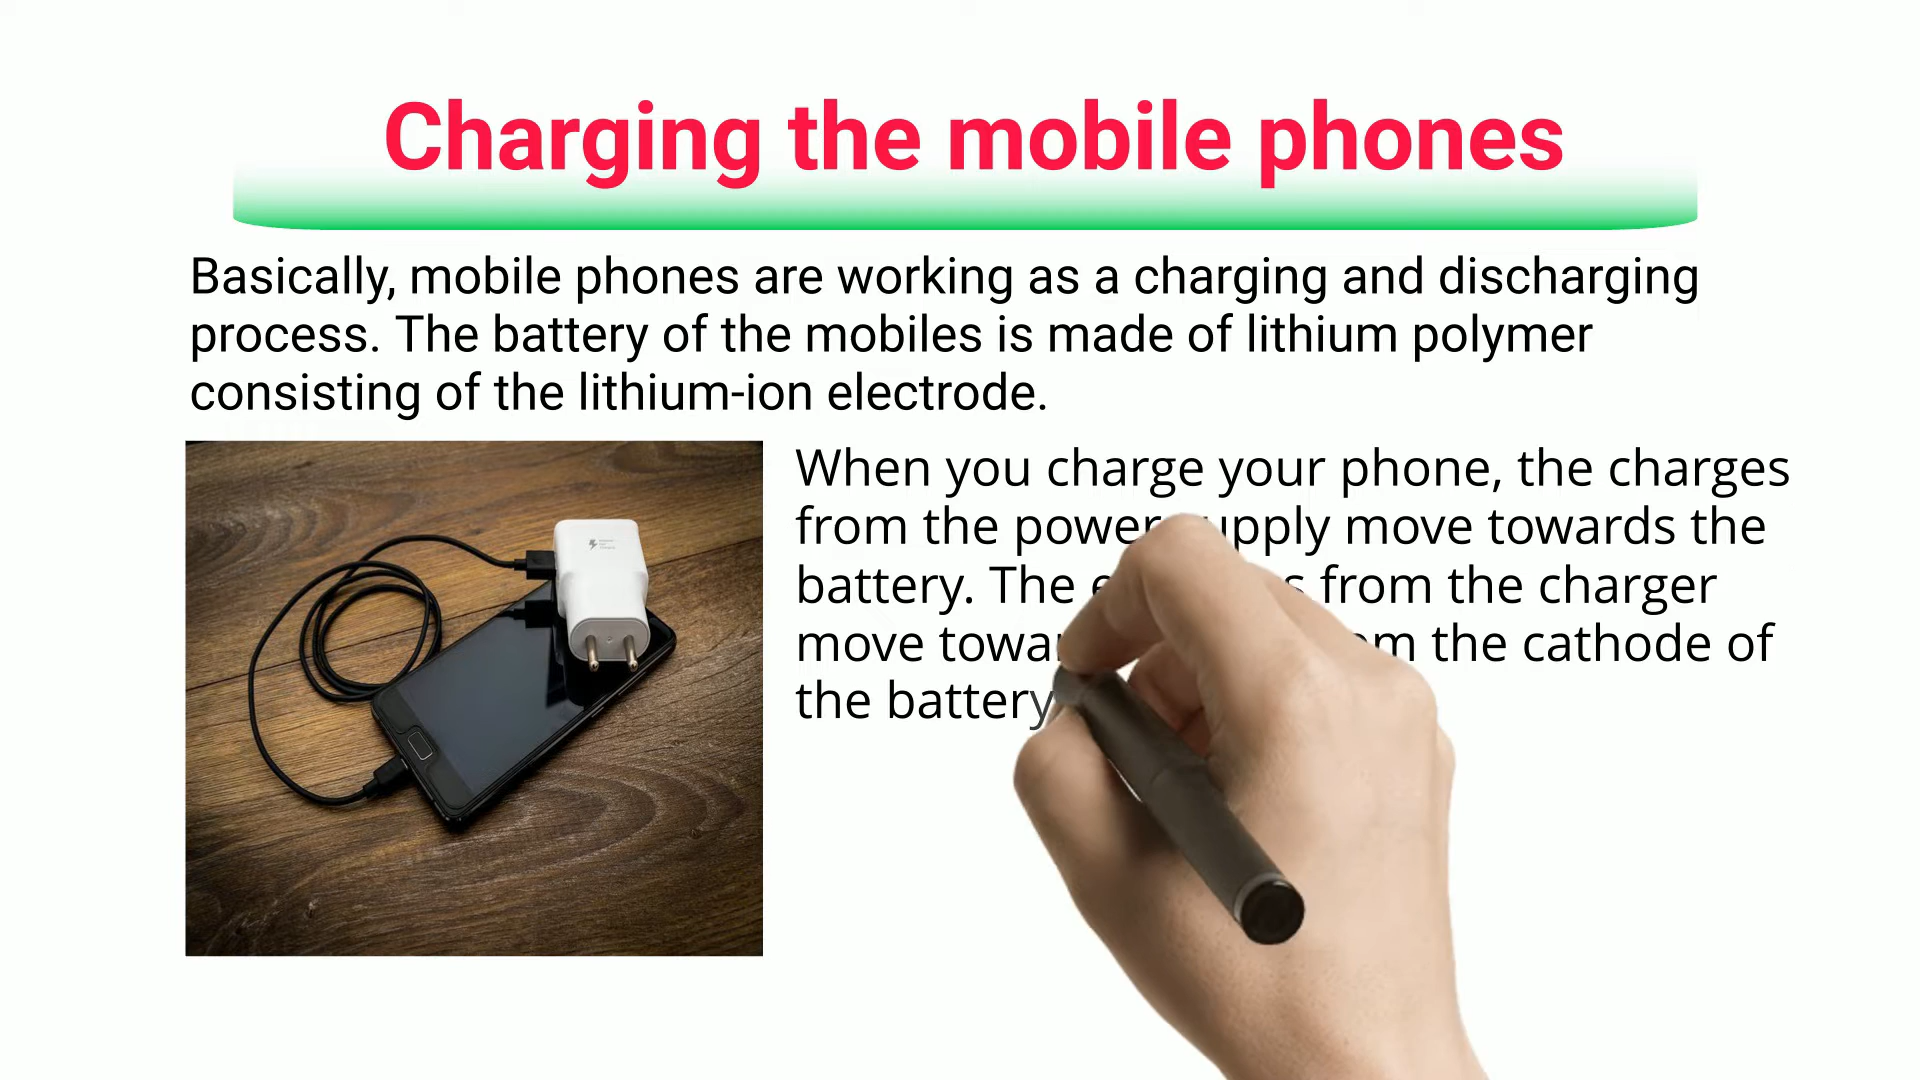 Charging the mobile phones
Basically, mobile phones are working as a charging and discharging
process. The battery of the mobiles is made of lithium polymer
consisting of the lithium-ion electrode.
When you charge your phone, the charges
from the power supply move towards the
battery. The from the charger
move the cathode of
the battery